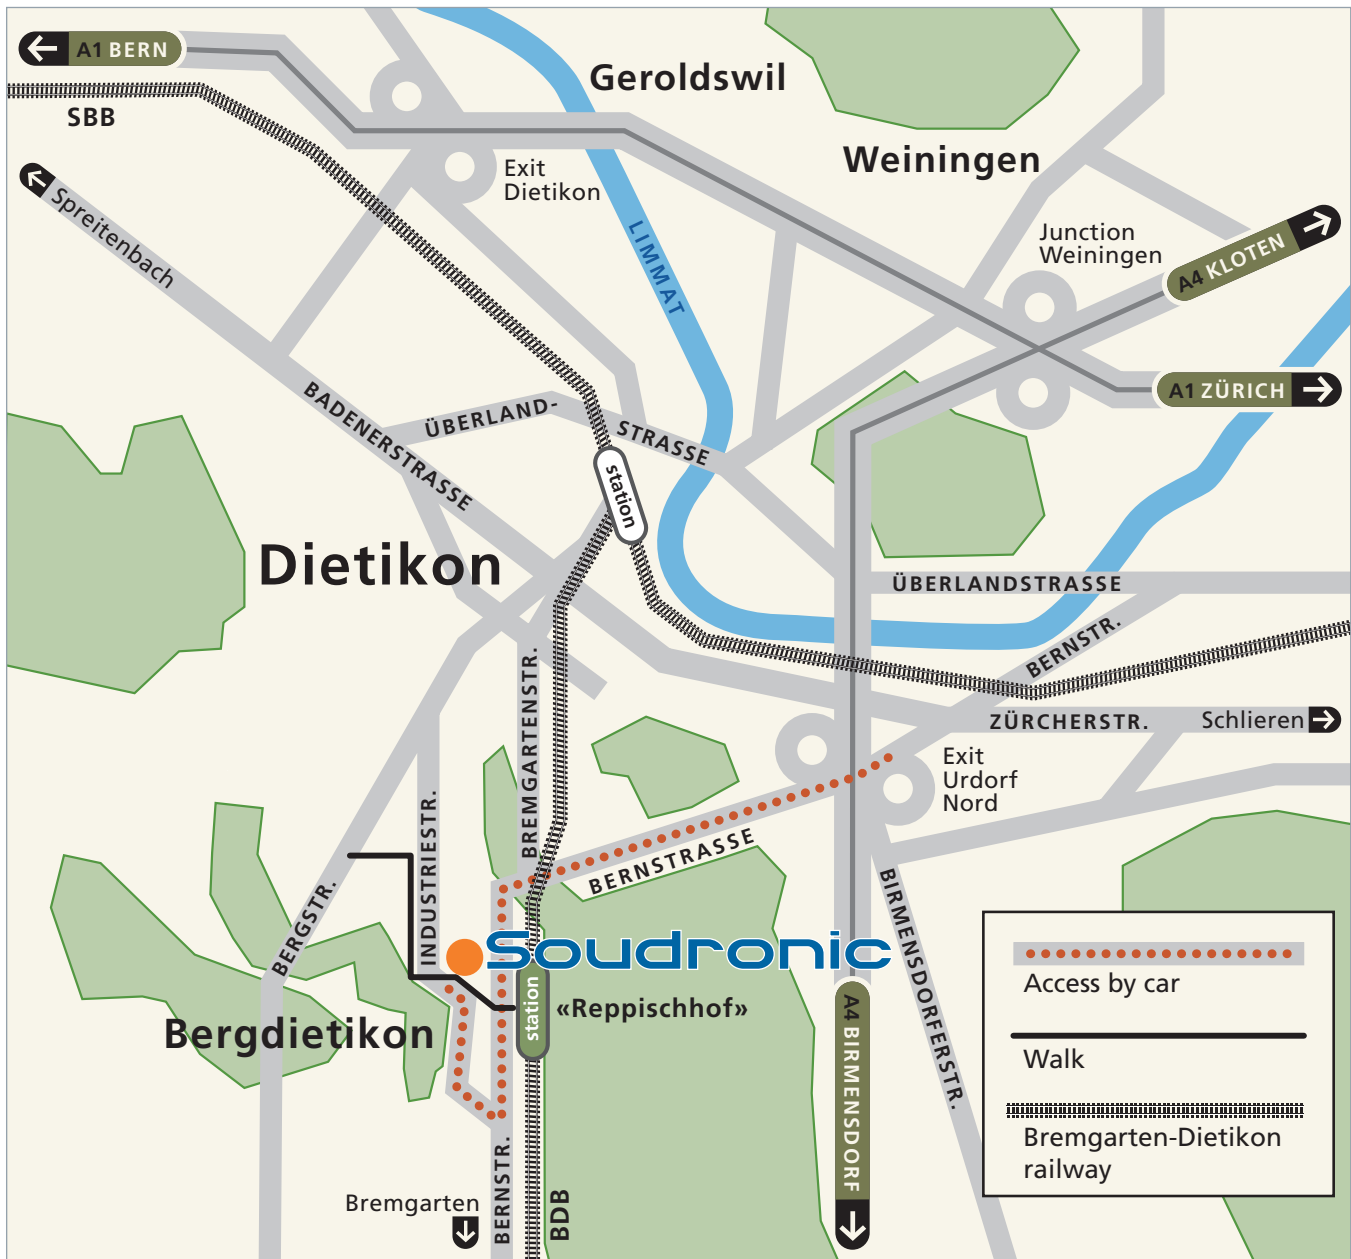 A1 BERN
Geroldswil
SBB
Weiningen
Exit
Dietikon
Spreitenbach
LIMMAT
Junction
Weiningen
A4 KLOTEN
A1 ZÜRICH
BADENERSTRASSE
ÜBERLAND-
STRASSE
station
Dietikon
ÜBERLANDSTRASSE
BERNSTR.
ZÜRCHERSTR.
Schlieren
BREMGARTENSTR.
Exit
Urdorf
Nord
INDUSTRIESTR.
BERNSTRASSE
BERGSTR.
BIRMENSDORFERSTR.
Soudronic
station
«Reppischhof»
Bergdietikon
A4 BIRMENSDORF
Access by car
Walk
Bremgarten-Dietikon
railway
Bremgarten
BERNSTR.
BDB